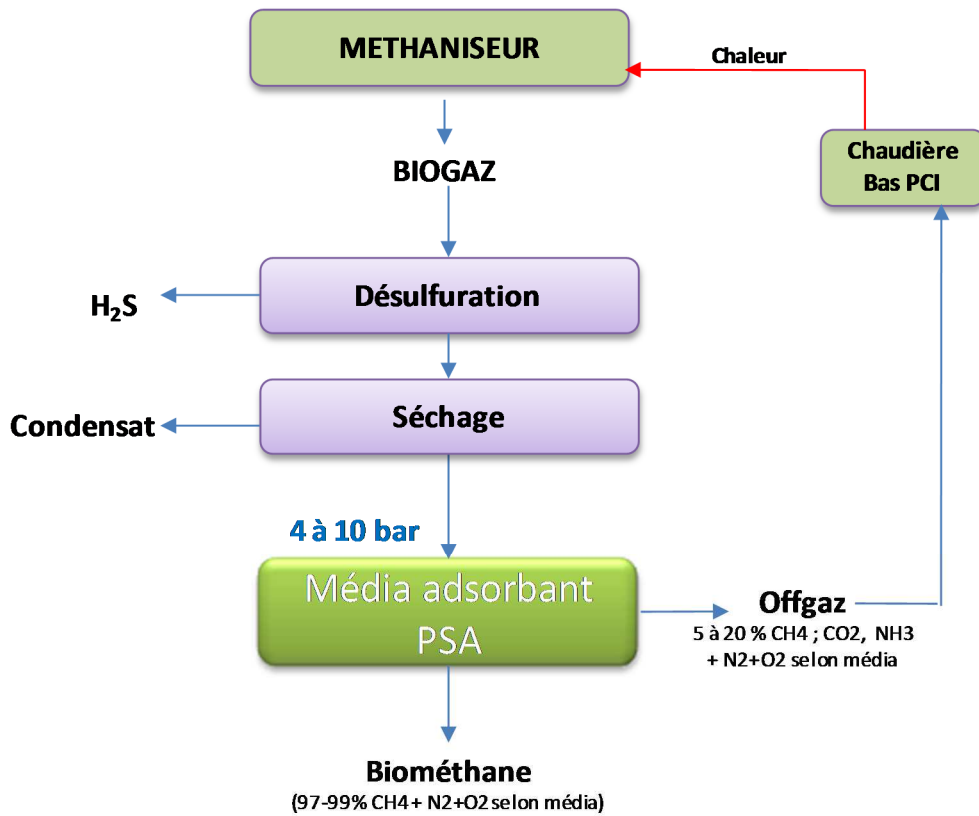 METHANISEUR
Chaleur
Chaudière
Bas PCI
BIOGAZ
Désulfuration
H₂S
Séchage
Condensat
4 à 10 bar
Média adsorbant
PSA
Offgaz
5 à 20 % CH4 ; CO2, NH3
+ N2+O2 selon média
Biométhane
(97-99% CH4 + N2+O2 selon média)